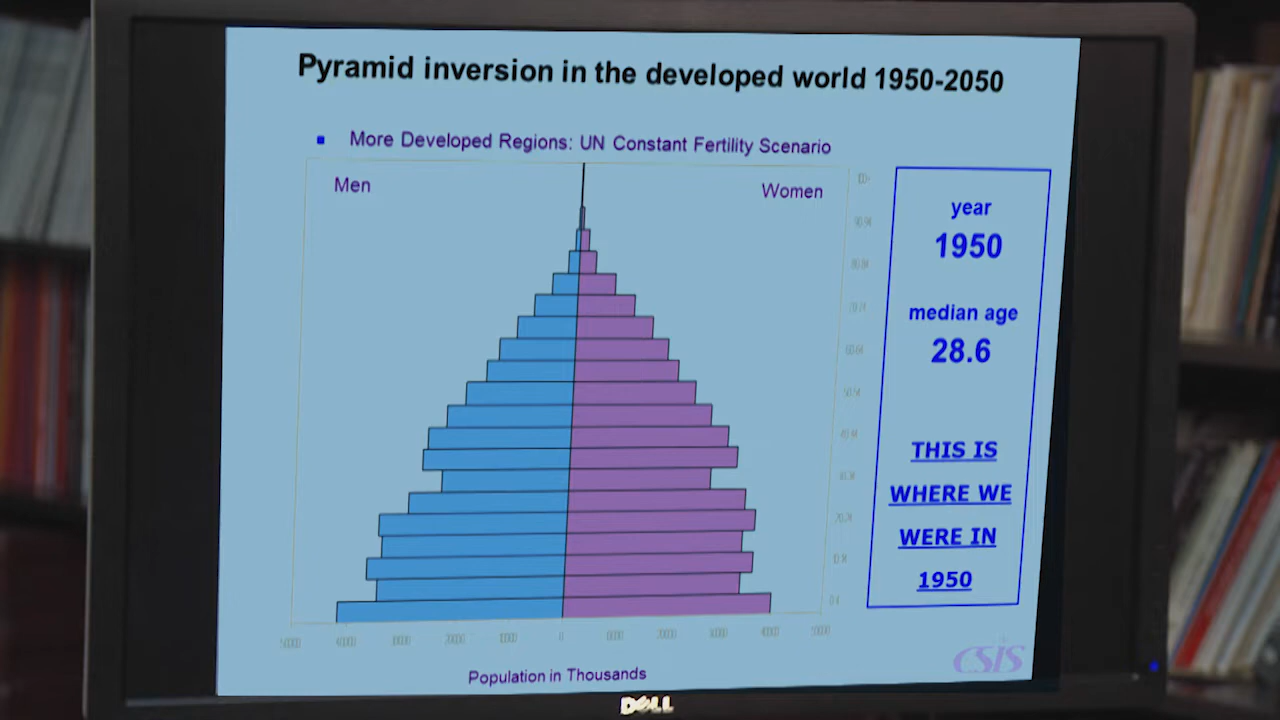 Pyramid inversion in the developed world 1950-2050
More Developed Regions: UN Constant Fertility Scenario
Men
Women
year
1950
median age
28.6
THIS IS
WHERE WE
WERE IN
1950
Population in Thousands
CSIS
DELL